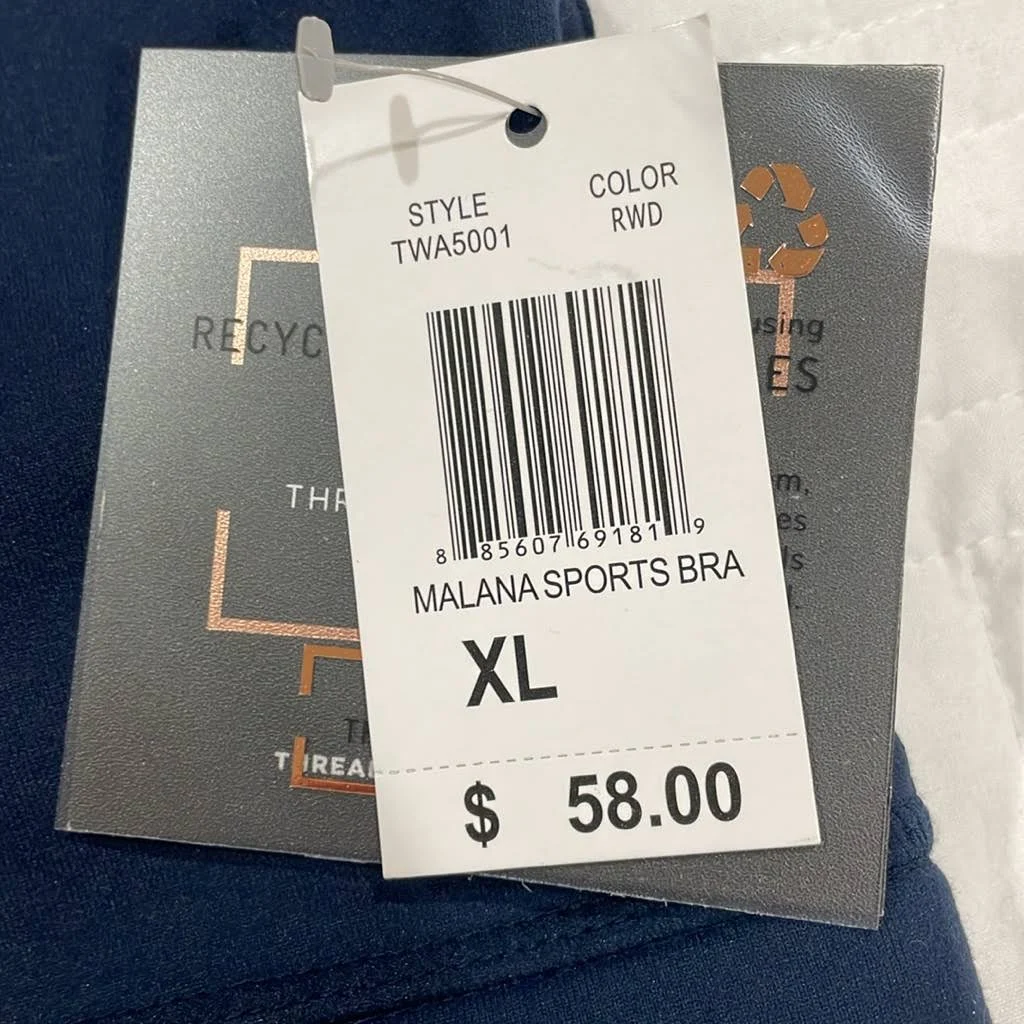 STYLE
TWA5001
COLOR
RWD
8 85607 69181 9
MALANA SPORTS BRA
XL
$ 58.00
RECYC
THR
TH
THREA
using
ES
m,
es
ls